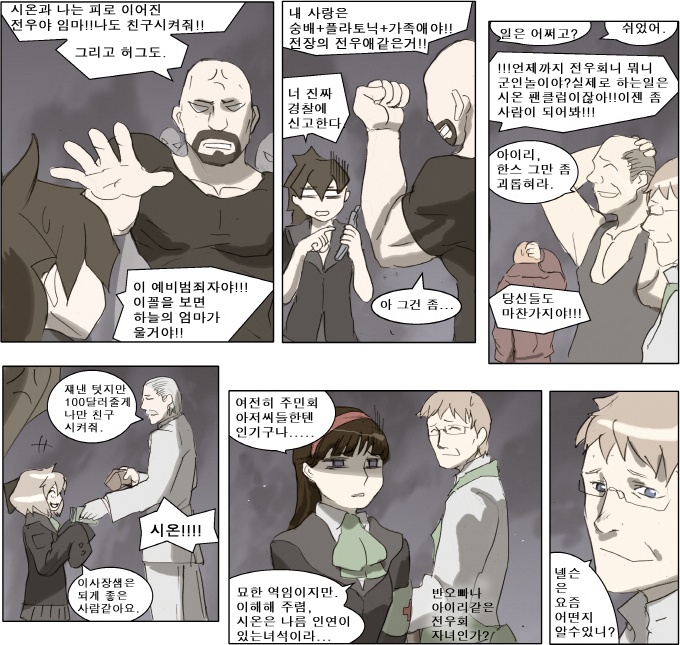 시온과 나는 피로 이어진
전우야 임마!!나도 친구시켜줘!!
그리고 허그도.
이 예비범죄자야!!!
이꼴을 보면
하늘의 엄마가
울거야!!
내 사랑은
숭배+플라토닉+가족애야!!
전장의 전우애같은거!!
너 진짜
경찰에
신고한다.
아 그건 좀...
일은 어쩌고?
쉬었어.
!!!언제까지 전우회니 뭐니
군인놀이야?실제로 하는일은
시온 팬클럽이잖아!!이젠 좀
사람이 되어봐!!!
아이리,
한스 그만 좀
괴롭혀라.
당신들도
마찬가지야!!!
쟤낸 텃지만
100달러줄게
나만 친구
시켜줘.
시온!!!!
이사장샘은
되게 좋은
사람같아요.
여전히 주민회
아저씨들한텐
인기구나.....
묘한 역임이지만.
이해해 주렴,
시온은 나름 인연이
있는녀석이라...
반오빠나
아이리같은
전우회
자녀인가?
넬슨
은
요즘
어떤지
알수있니?